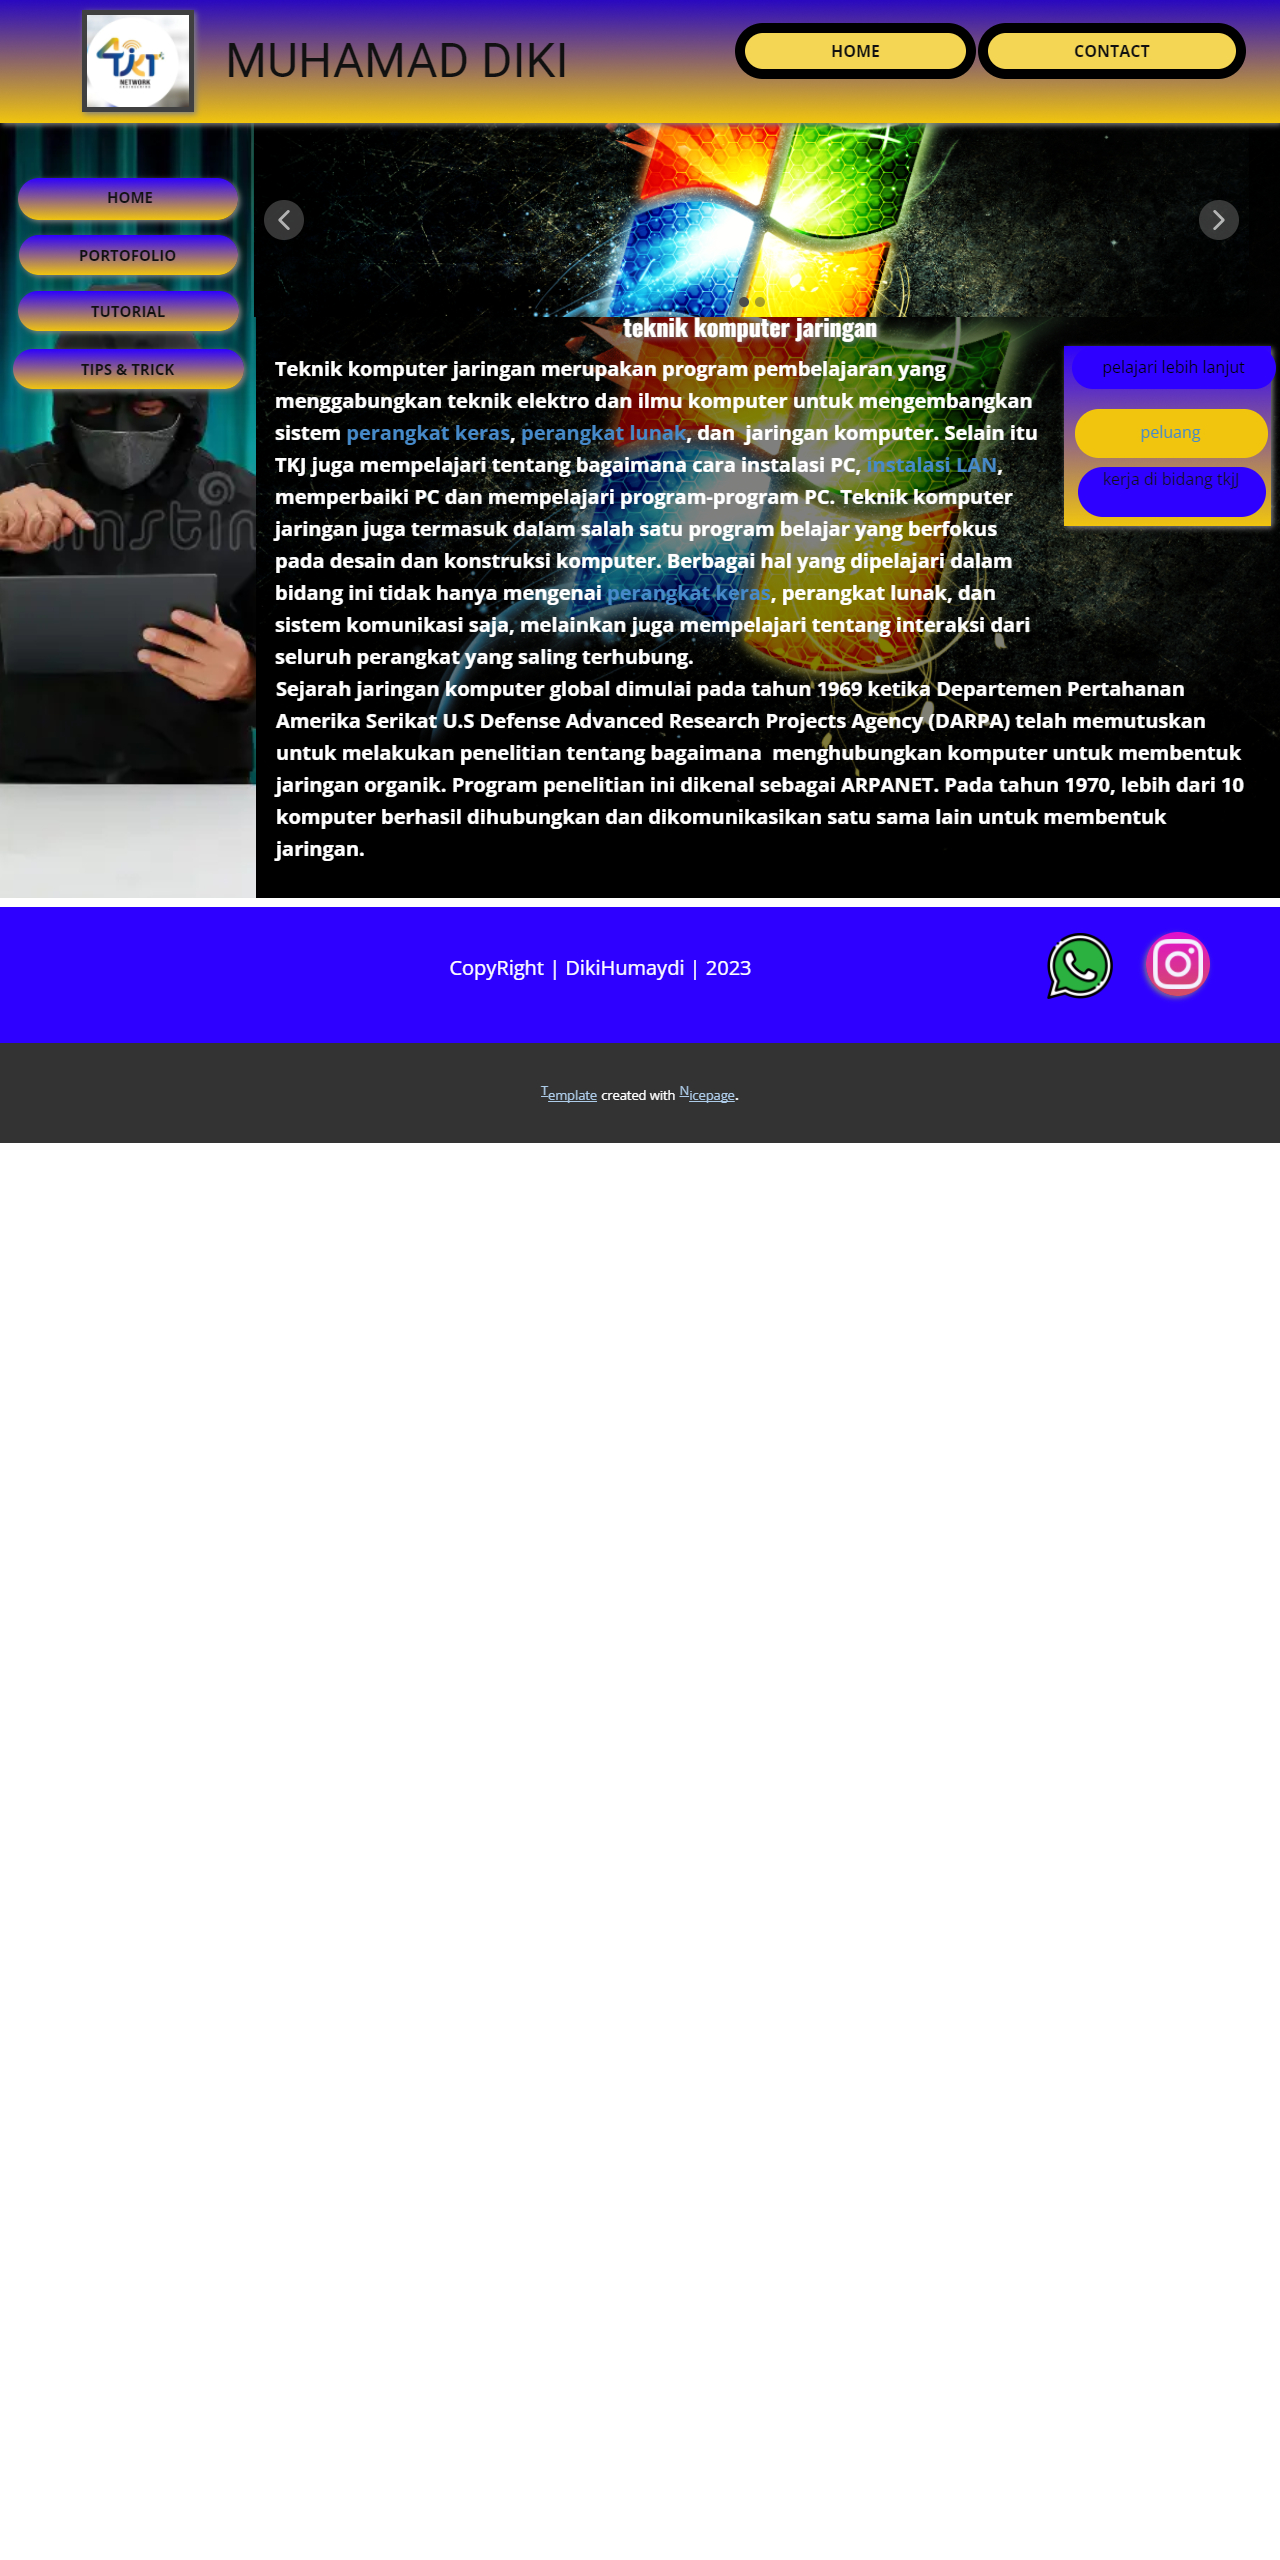 4TJKT
NETWORK
ENGINEERING
MUHAMAD DIKI
HOME
CONTACT
HOME
PORTOFOLIO
TUTORIAL
TIPS & TRICK
teknik komputer jaringan
Teknik komputer jaringan merupakan program pembelajaran yang
menggabungkan teknik elektro dan ilmu komputer untuk mengembangkan
sistem perangkat keras, perangkat lunak, dan  jaringan komputer. Selain itu
TKJ juga mempelajari tentang bagaimana cara instalasi PC, instalasi LAN,
memperbaiki PC dan mempelajari program-program PC. Teknik komputer
jaringan juga termasuk dalam salah satu program belajar yang berfokus
pada desain dan konstruksi komputer. Berbagai hal yang dipelajari dalam
bidang ini tidak hanya mengenai perangkat keras, perangkat lunak, dan
sistem komunikasi saja, melainkan juga mempelajari tentang interaksi dari
seluruh perangkat yang saling terhubung.
Sejarah jaringan komputer global dimulai pada tahun 1969 ketika Departemen Pertahanan
Amerika Serikat U.S Defense Advanced Research Projects Agency (DARPA) telah memutuskan
untuk melakukan penelitian tentang bagaimana  menghubungkan komputer untuk membentuk
jaringan organik. Program penelitian ini dikenal sebagai ARPANET. Pada tahun 1970, lebih dari 10
komputer berhasil dihubungkan dan dikomunikasikan satu sama lain untuk membentuk
jaringan.
pelajari lebih lanjut
peluang
kerja di bidang tkjJ
CopyRight | DikiHumaydi | 2023
Template created with Nicepage.